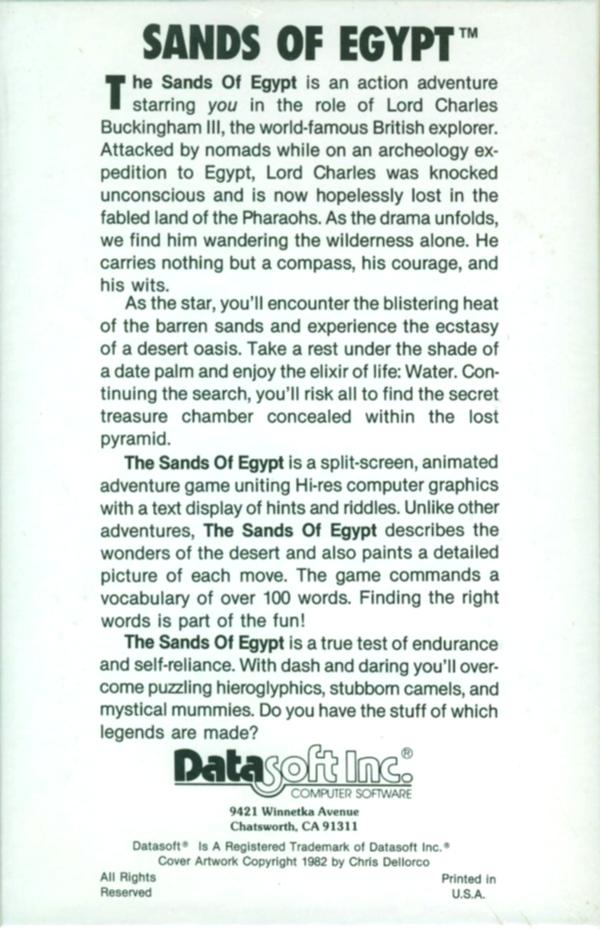 SANDS OF EGYPT™
The Sands Of Egypt is an action adventure
starring you in the role of Lord Charles
Buckingham III, the world-famous British explorer.
Attacked by nomads while on an archeology ex-
pedition to Egypt, Lord Charles was knocked
unconscious and is now hopelessly lost in the
fabled land of the Pharaohs. As the drama unfolds,
we find him wandering the wilderness alone. He
carries nothing but a compass, his courage, and
his wits.
As the star, you'll encounter the blistering heat
of the barren sands and experience the ecstasy
of a desert oasis. Take a rest under the shade of
a date palm and enjoy the elixir of life: Water. Con-
tinuing the search, you'll risk all to find the secret
treasure chamber concealed within the lost
pyramid.
The Sands Of Egypt is a split-screen, animated
adventure game uniting Hi-res computer graphics
with a text display of hints and riddles. Unlike other
adventures, The Sands Of Egypt describes the
wonders of the desert and also paints a detailed
picture of each move. The game commands a
vocabulary of over 100 words. Finding the right
words is part of the fun!
The Sands Of Egypt is a true test of endurance
and self-reliance. With dash and daring you'll over-
come puzzling hieroglyphics, stubborn camels, and
mystical mummies. Do you have the stuff of which
legends are made?
Datasoft Inc.®
COMPUTER SOFTWARE
9421 Winnetka Avenue
Chatsworth, CA 91311
Datasoft® Is A Registered Trademark of Datasoft Inc.®
Cover Artwork Copyright 1982 by Chris Dellorco
All Rights
Reserved
Printed in
U.S.A.